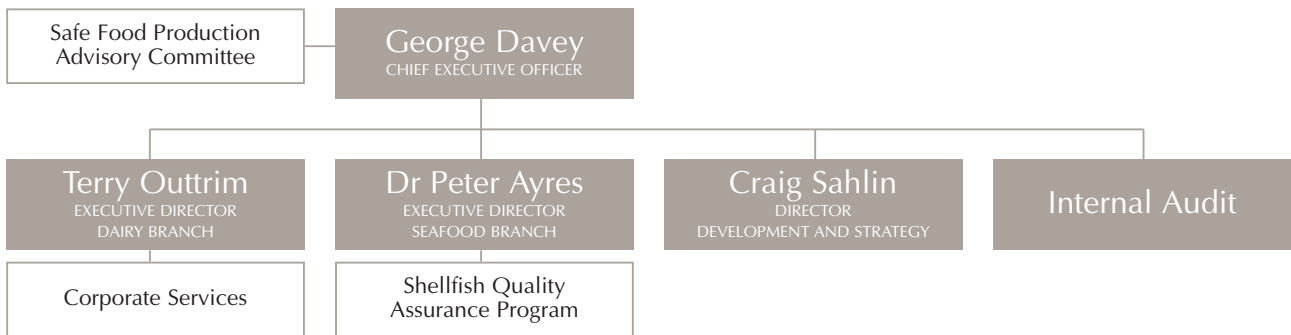 Safe Food Production
Advisory Committee
George Davey
CHIEF EXECUTIVE OFFICER
Terry Outtrim
EXECUTIVE DIRECTOR
DAIRY BRANCH
Dr Peter Ayres
EXECUTIVE DIRECTOR
SEAFOOD BRANCH
Craig Sahlin
DIRECTOR
DEVELOPMENT AND STRATEGY
Internal Audit
Corporate Services
Shellfish Quality
Assurance Program